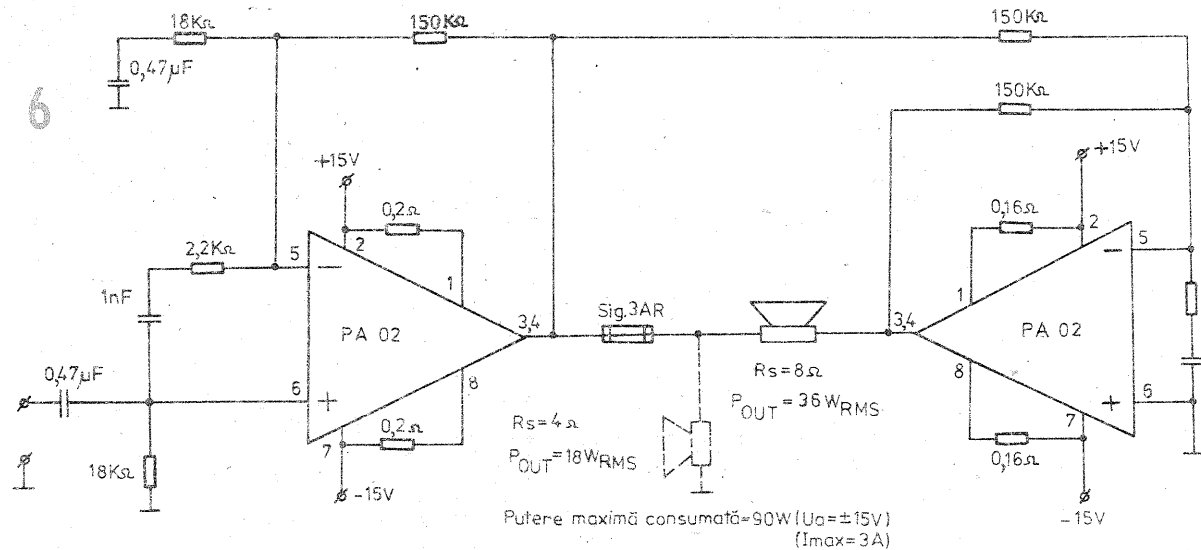 18KΩ
150KΩ
150KΩ
0,47µF
6
150KΩ
+15V
+15V
0,2Ω
0,16Ω
2
2
2,2KΩ
5
5
−
−
1
1
1nF
Sig.3AR
3,4
3,4
PA 02
PA 02
0,47µF
8
8
Rs=8Ω
6
6
+
+
POUT = 36WRMS
Rs=4Ω
0,2Ω
7
7
POUT = 18WRMS
0,16Ω
18KΩ
-15V
-15V
Putere maximă consumată=90W(Ua=±15V)
(Imax=3A)